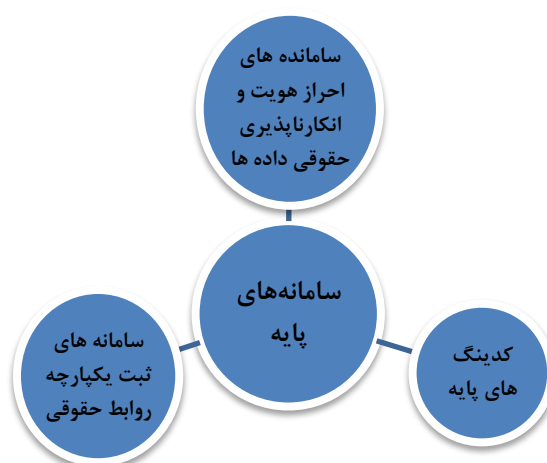 سامانده های
احراز هویت و
انکارناپذیری
حقوقی داده ها
سامانه‌های
پایه
کدینگ
های پایه
سامانه های
ثبت یکپارچه
روابط حقوقی